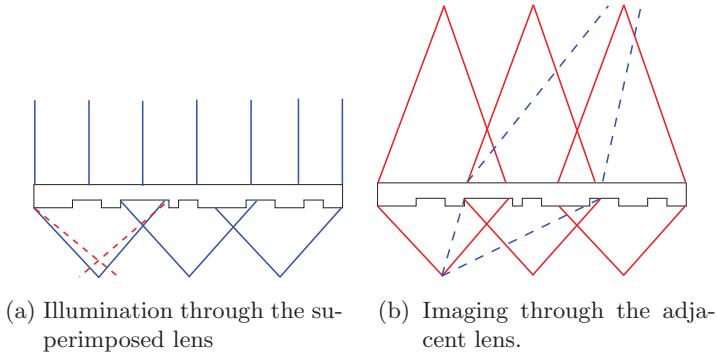 (a) Illumination through the su-
perimposed lens
(b) Imaging through the adja-
cent lens.